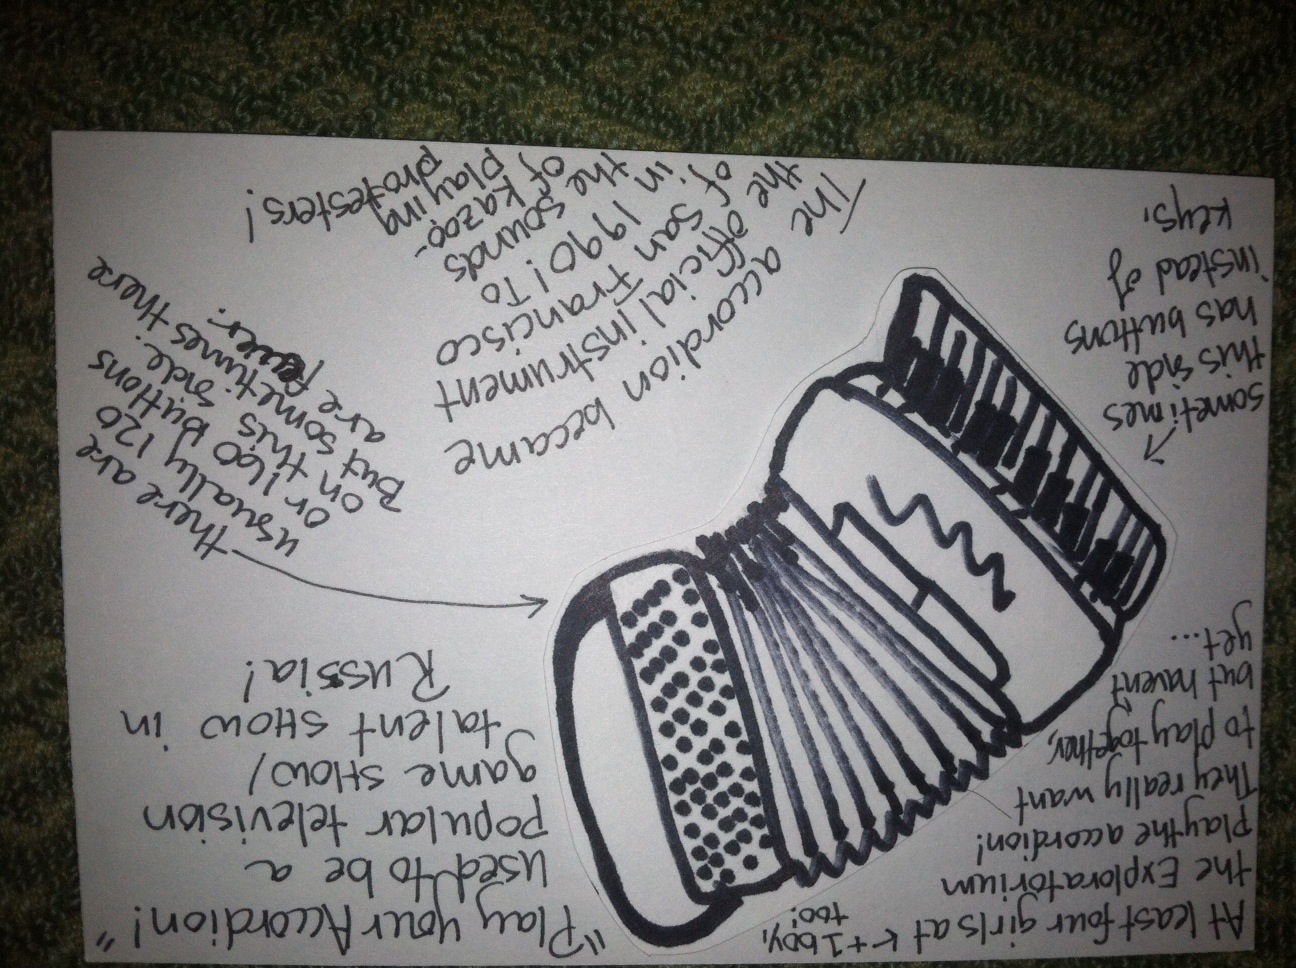 At least four girls at
the Exploratorium
play the accordion!
They really want
to play together,
but haven't
yet...
←+1 boy,
too!
"Play your Accordion!"
used to be a
popular television
game show/
talent show in
Russia!
there are
usually 120
or 160 buttons
on this side.
But sometimes there
are fewer.
sometimes
this side
has buttons
instead of
keys.
The accordion became
the official instrument
of San Francisco
in 1990! To
the sounds
of kazoo-
playing
protesters!